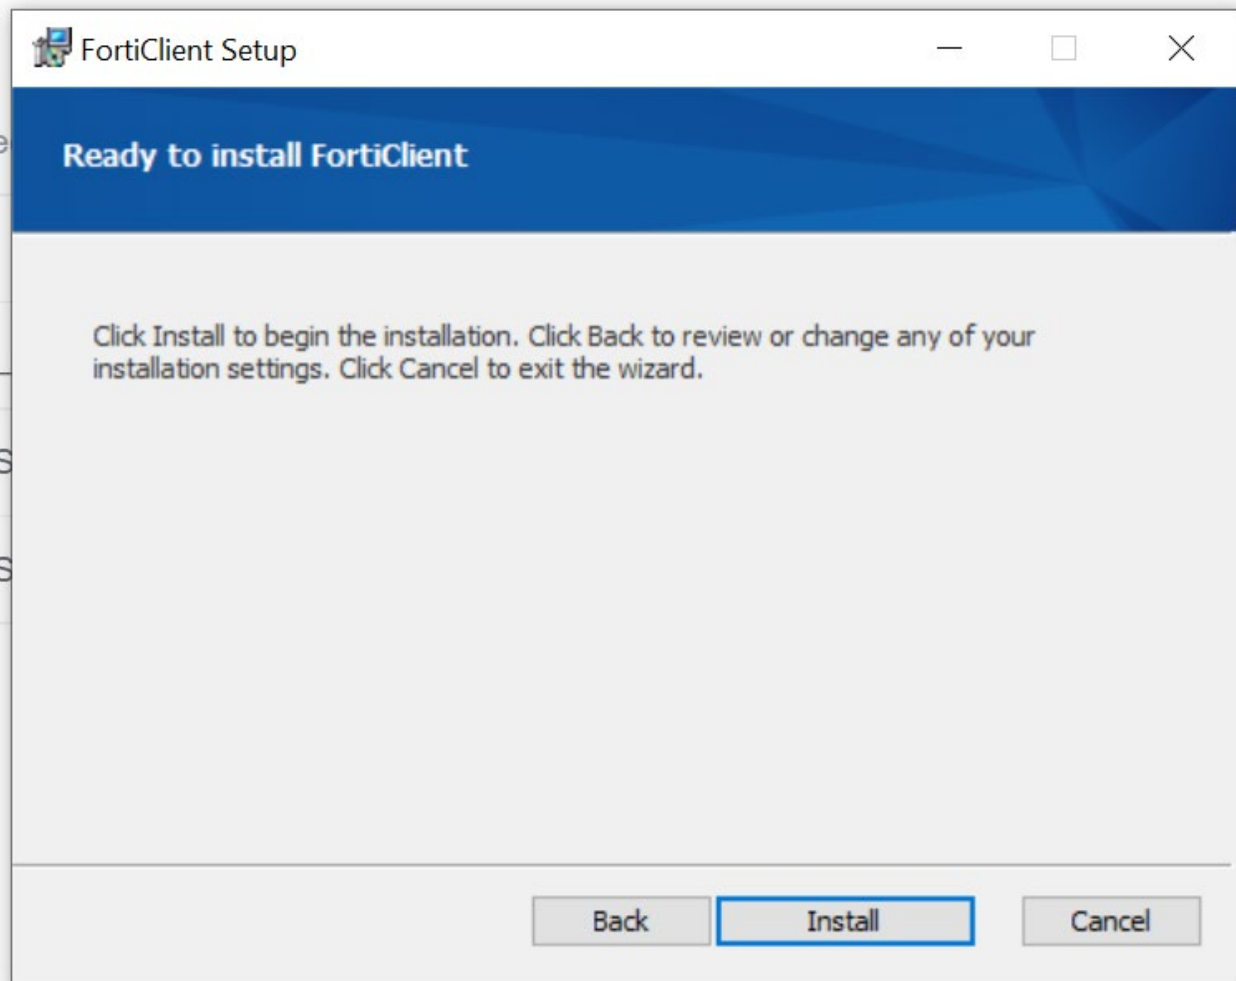 FortiClient Setup
Ready to install FortiClient
Click Install to begin the installation. Click Back to review or change any of your
installation settings. Click Cancel to exit the wizard.
Back
Install
Cancel